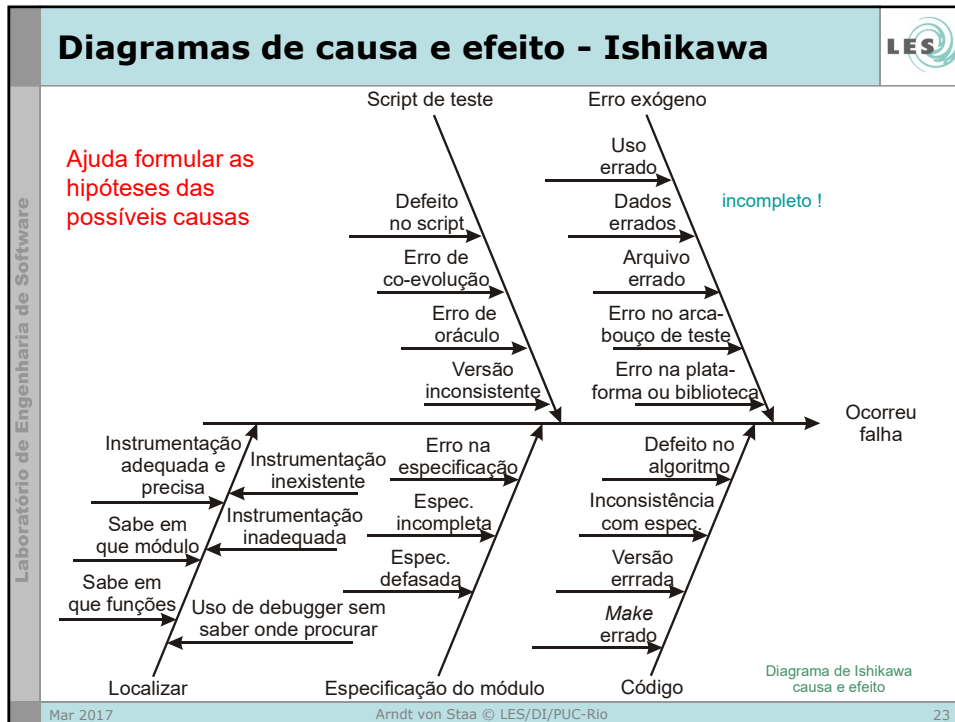 Diagramas de causa e efeito - Ishikawa
LES
Laboratório de Engenharia de Software
Script de teste
Erro exógeno
Ajuda formular as
hipóteses das
possíveis causas
incompleto !
Defeito
no script
Erro de
co-evolução
Erro de
oráculo
Versão
inconsistente
Uso
errado
Dados
errados
Arquivo
errado
Erro no arca-
bouço de teste
Erro na plata-
forma ou biblioteca
Ocorreu
falha
Instrumentação
adequada e
precisa
Sabe em
que módulo
Sabe em
que funções
Instrumentação
inexistente
Instrumentação
inadequada
Uso de debugger sem
saber onde procurar
Erro na
especificação
Espec.
incompleta
Espec.
defasada
Defeito no
algoritmo
Inconsistência
com espec.
Versão
errrada
Make
errado
Localizar
Especificação do módulo
Código
Diagrama de Ishikawa
causa e efeito
Mar 2017
Arndt von Staa © LES/DI/PUC-Rio
23